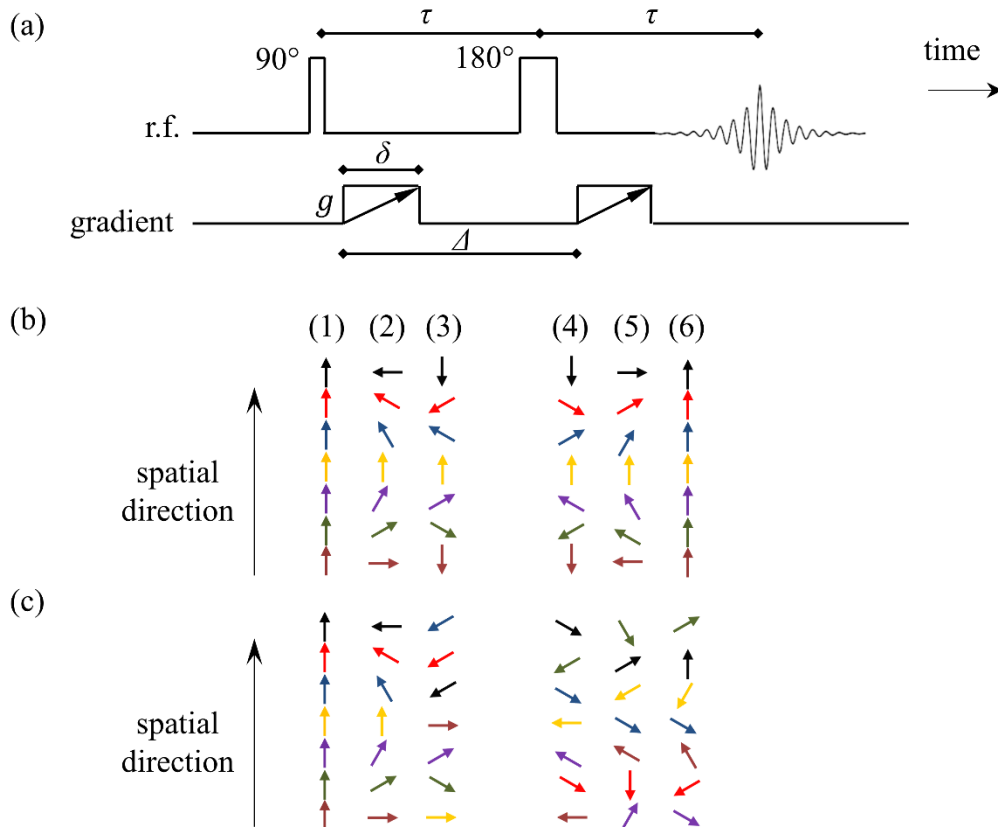 (a)
τ τ
90° 180° time
r.f.
δ
g
gradient
Δ
(b)
(1) (2) (3) (4) (5) (6)
spatial
direction
(c)
spatial
direction